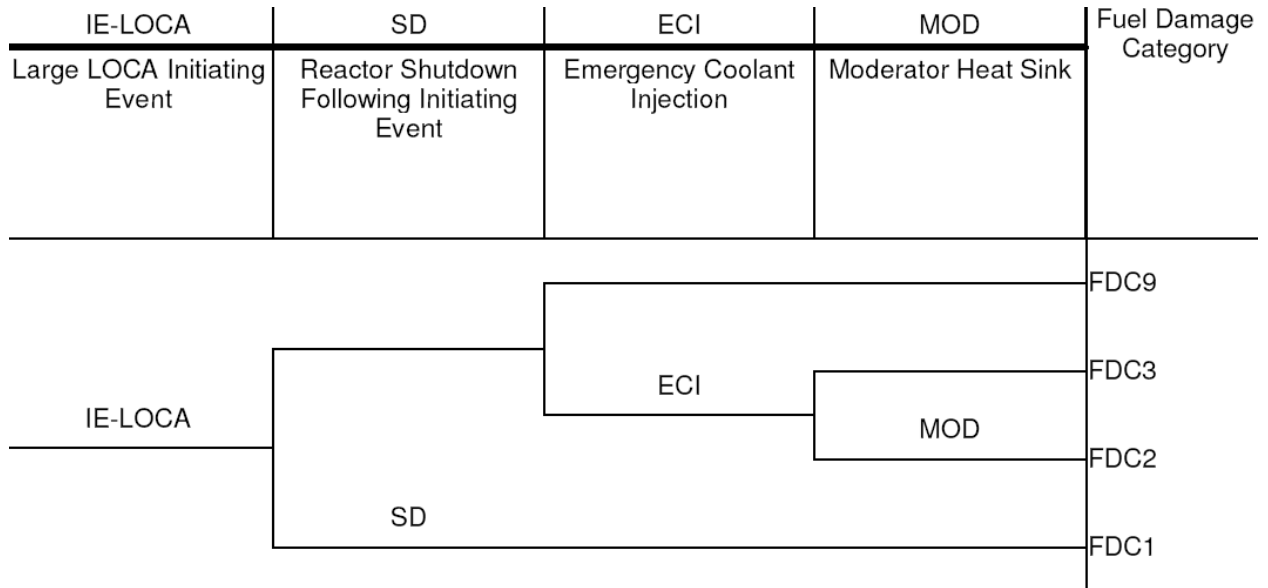 IE-LOCA
SD
ECI
MOD
Fuel Damage
Category
Large LOCA Initiating
Event
Reactor Shutdown
Following Initiating
Event
Emergency Coolant
Injection
Moderator Heat Sink
FDC9
FDC3
ECI
IE-LOCA
MOD
FDC2
SD
FDC1